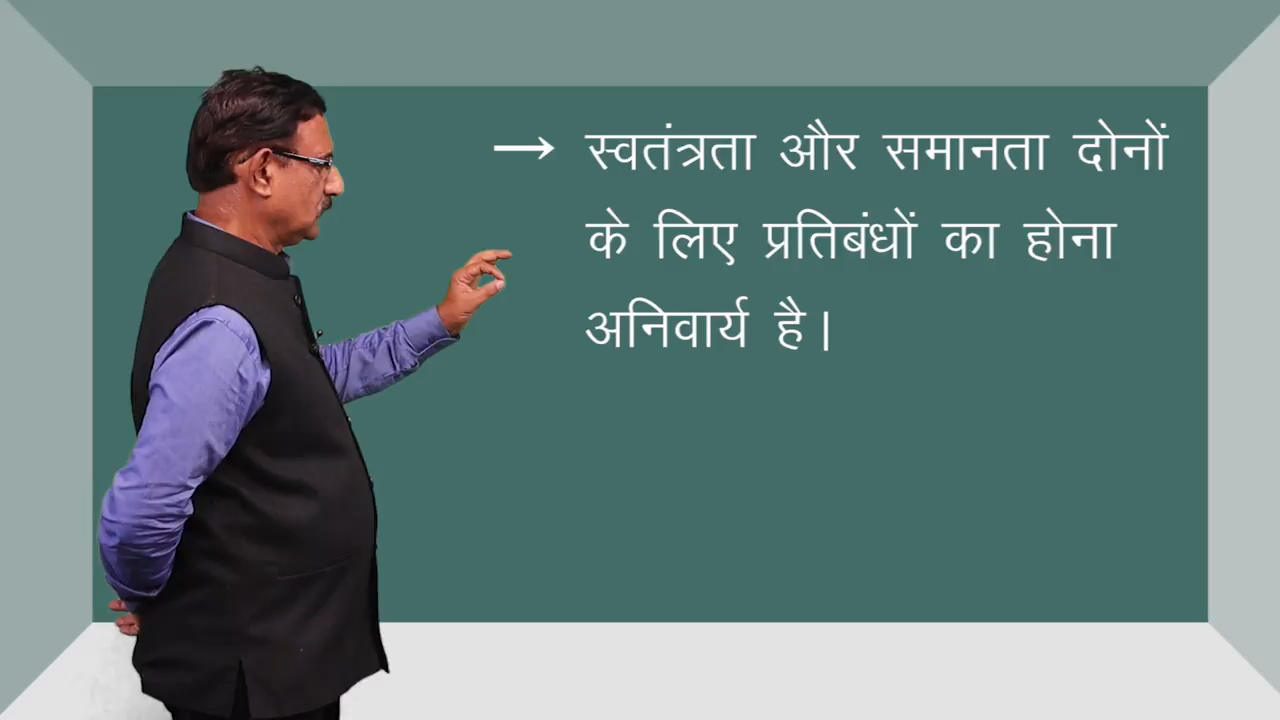 → स्वतंत्रता और समानता दोनों
के लिए प्रतिबंधों का होना
अनिवार्य है।